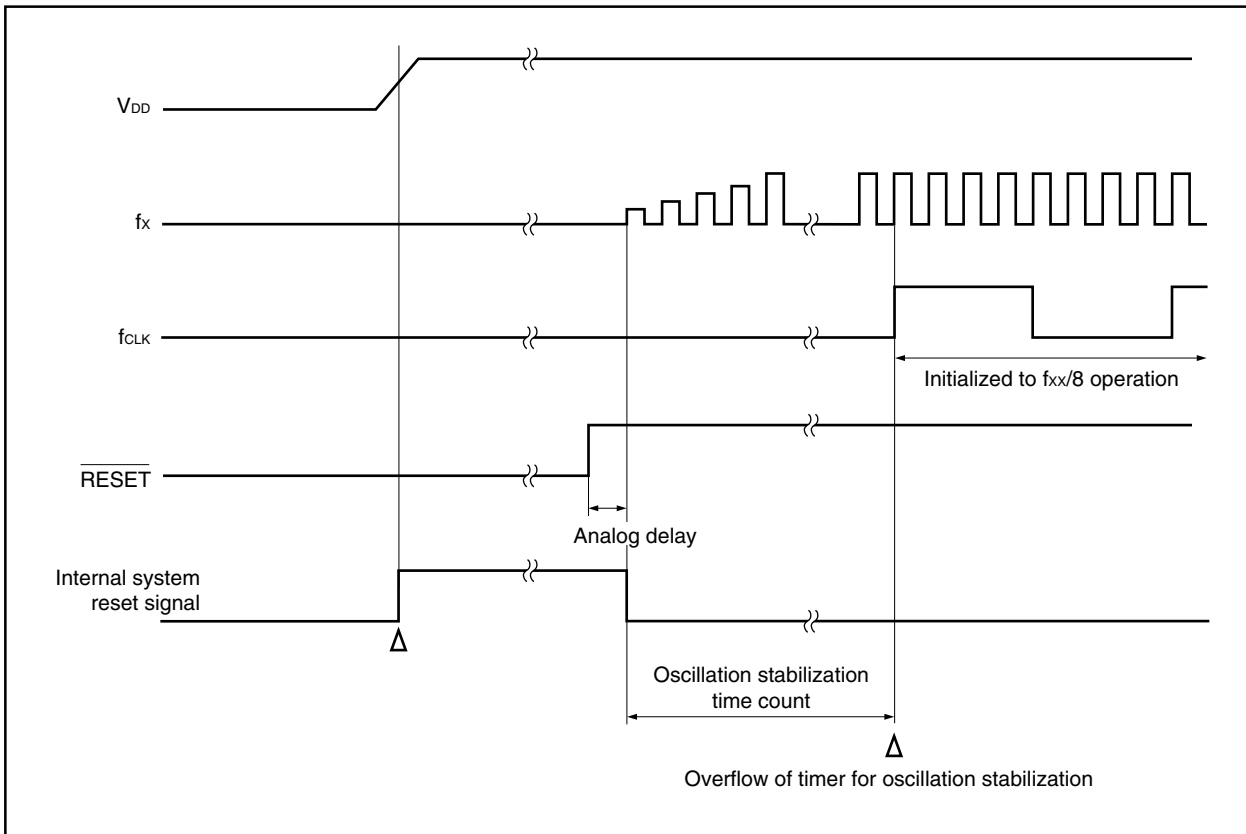 VDD
fX
fCLK
Initialized to fXX/8 operation
RESET
Analog delay
Internal system
reset signal
Oscillation stabilization
time count
Overflow of timer for oscillation stabilization